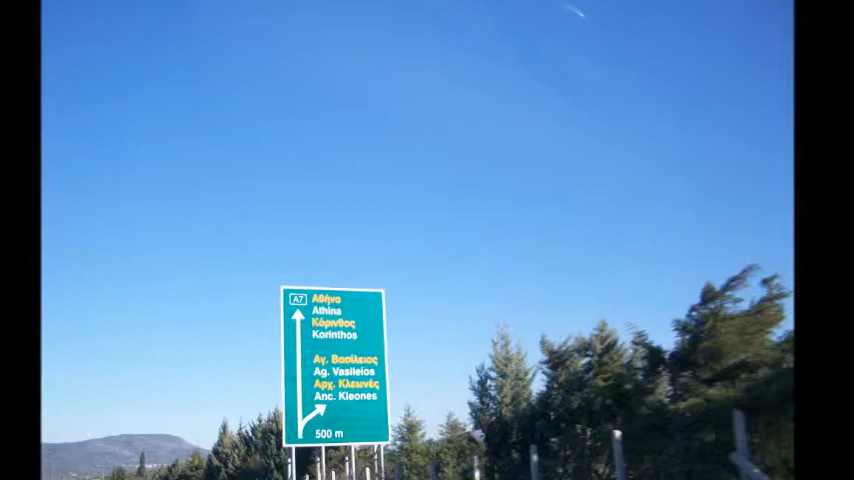 A7
Αθήνα
Athina
Κόρινθος
Korinthos
Αγ. Βασίλειος
Ag. Vasileios
Αρχ. Κλεωνές
Anc. Kleones
500 m